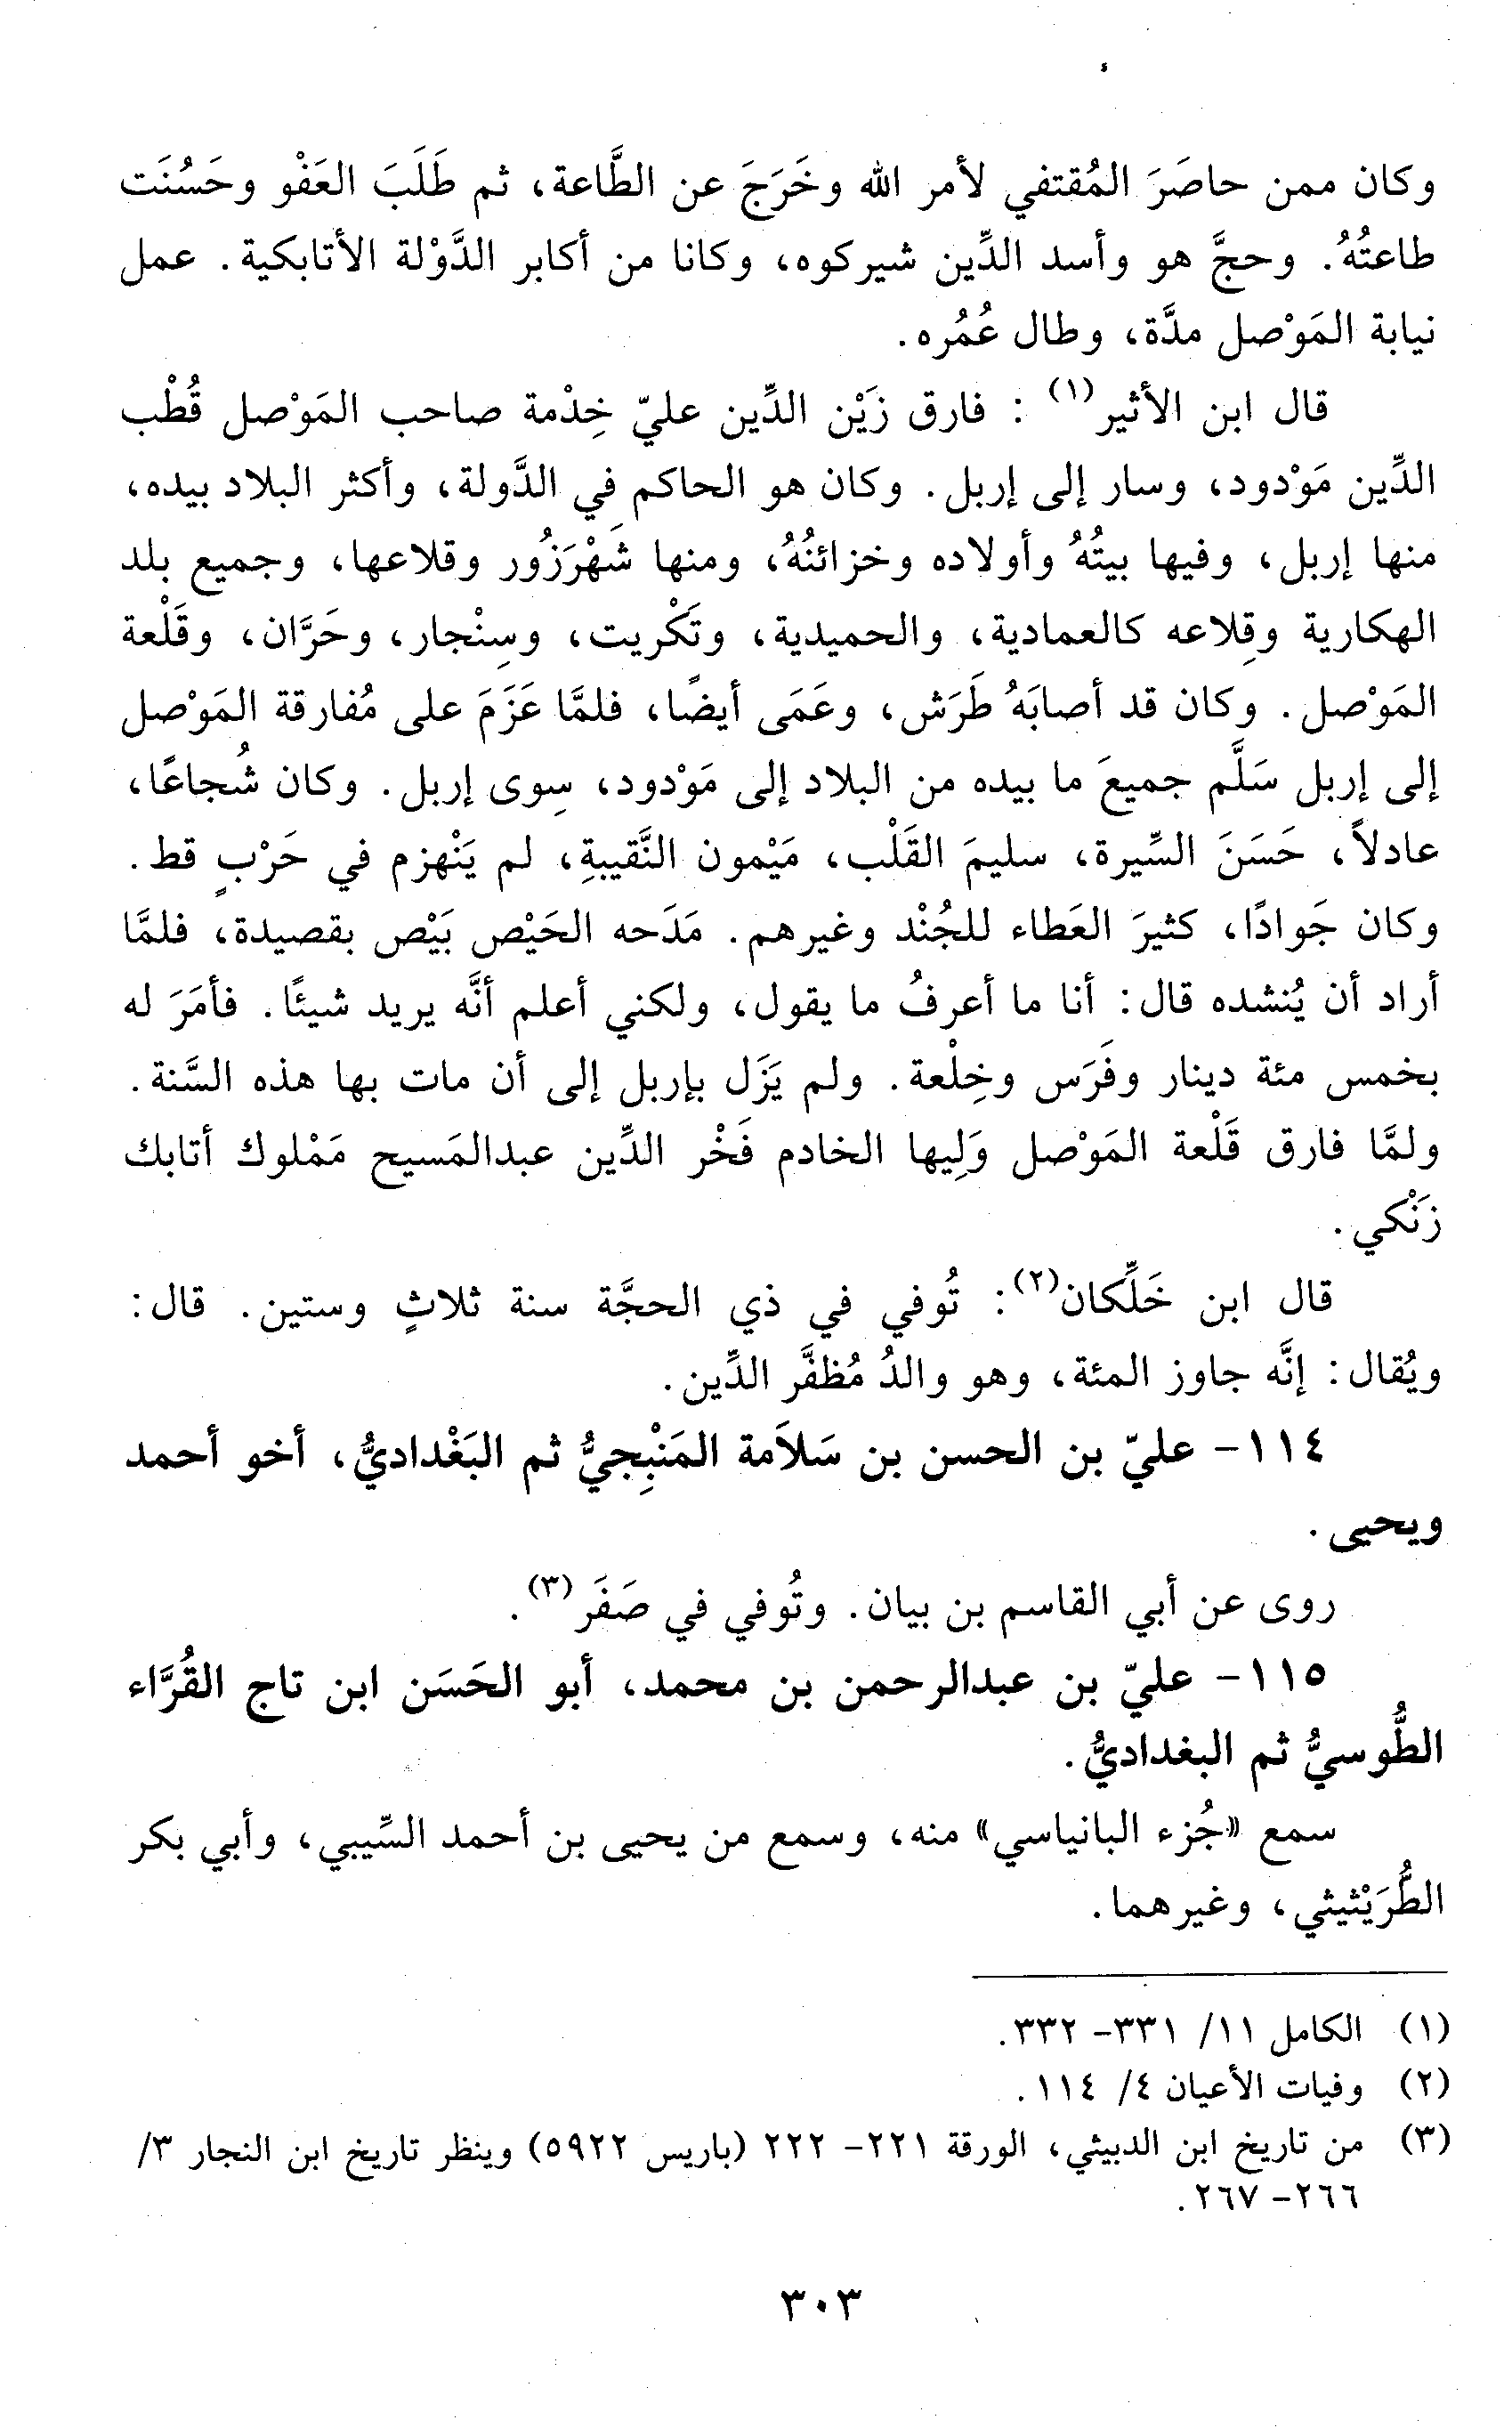 وكان ممن حاصَرَ المُقتفي لأمر الله وخَرَجَ عن الطَّاعة، ثم طَلَبَ العَفْو وحَسُنَت
طاعتُهُ. وحجَّ هو وأسد الدِّين شيركوه، وكانا من أكابر الدَّوْلة الأتابكية. عمل
نيابة المَوْصل مدَّة، وطال عُمُره.
قال ابن الأثير(١) : فارق زَيْن الدِّين عليّ خِدْمة صاحب المَوْصل قُطْب
الدِّين مَوْدود، وسار إلى إربل. وكان هو الحاكم في الدَّولة، وأكثر البلاد بيده،
منها إربل، وفيها بيتُهُ وأولاده وخزائنُهُ، ومنها شَهْرَزُور وقلاعها، وجميع بلد
الهكارية وقِلاعه كالعمادية، والحميدية، وتَكْريت، وسِنْجار، وحَرَّان، وقَلْعة
المَوْصل. وكان قد أصابَهُ طَرَش، وعَمَى أيضًا، فلمَّا عَزَمَ على مُفارقة المَوْصل
إلى إربل سَلَّم جميعَ ما بيده من البلاد إلى مَوْدود، سِوى إربل. وكان شُجاعًا،
عادلاً، حَسَنَ السِّيرة، سليمَ القَلْب، مَيْمون النَّقيبةِ، لم يَنْهزم في حَرْبٍ قط.
وكان جَوادًا، كثيرَ العَطاء للجُنْد وغيرهم. مَدَحه الحَيْص بَيْص بقصيدة، فلمَّا
أراد أن يُنشده قال: أنا ما أعرفُ ما يقول، ولكني أعلم أنَّه يريد شيئًا. فأمَرَ له
بخمس مئة دينار وفَرَس وخِلْعة. ولم يَزَل بإربل إلى أن مات بها هذه السَّنة.
ولمَّا فارق قَلْعة المَوْصل وَلِيها الخادم فَخْر الدِّين عبدالمَسيح مَمْلوك أتابك
زَنْكي.
قال ابن خَلِّكان(٢): تُوفي في ذي الحجَّة سنة ثلاثٍ وستين. قال:
ويُقال: إنَّه جاوز المئة، وهو والدُ مُظفَّر الدِّين.
١١٤- عليّ بن الحسن بن سَلاَمة المَنْبِجيُّ ثم البَغْداديُّ، أخو أحمد
ويحيى.
روى عن أبي القاسم بن بيان. وتُوفي في صَفَر(٣).
١١٥- عليّ بن عبدالرحمن بن محمد، أبو الحَسَن ابن تاج القُرَّاء
الطُّوسيُّ ثم البغداديُّ.
سمع «جُزء البانياسي» منه، وسمع من يحيى بن أحمد السِّيبي، وأبي بكر
الطُّرَيْثيثي، وغيرهما.
(١) الكامل ١١/ ٣٣١- ٣٣٢.
(٢) وفيات الأعيان ٤/ ١١٤.
(٣) من تاريخ ابن الدبيثي، الورقة ٢٢١- ٢٢٢ (باريس ٥٩٢٢) وينظر تاريخ ابن النجار ٣/
٢٦٦- ٢٦٧.
٣٠٣